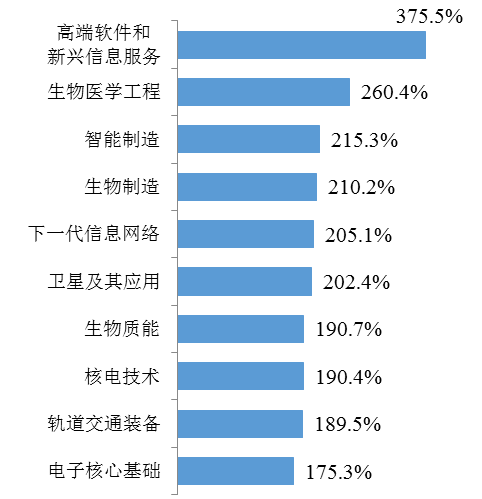 375.5%
高端软件和
新兴信息服务
生物医学工程 260.4%
智能制造 215.3%
生物制造 210.2%
下一代信息网络 205.1%
卫星及其应用 202.4%
生物质能 190.7%
核电技术 190.4%
轨道交通装备 189.5%
电子核心基础 175.3%